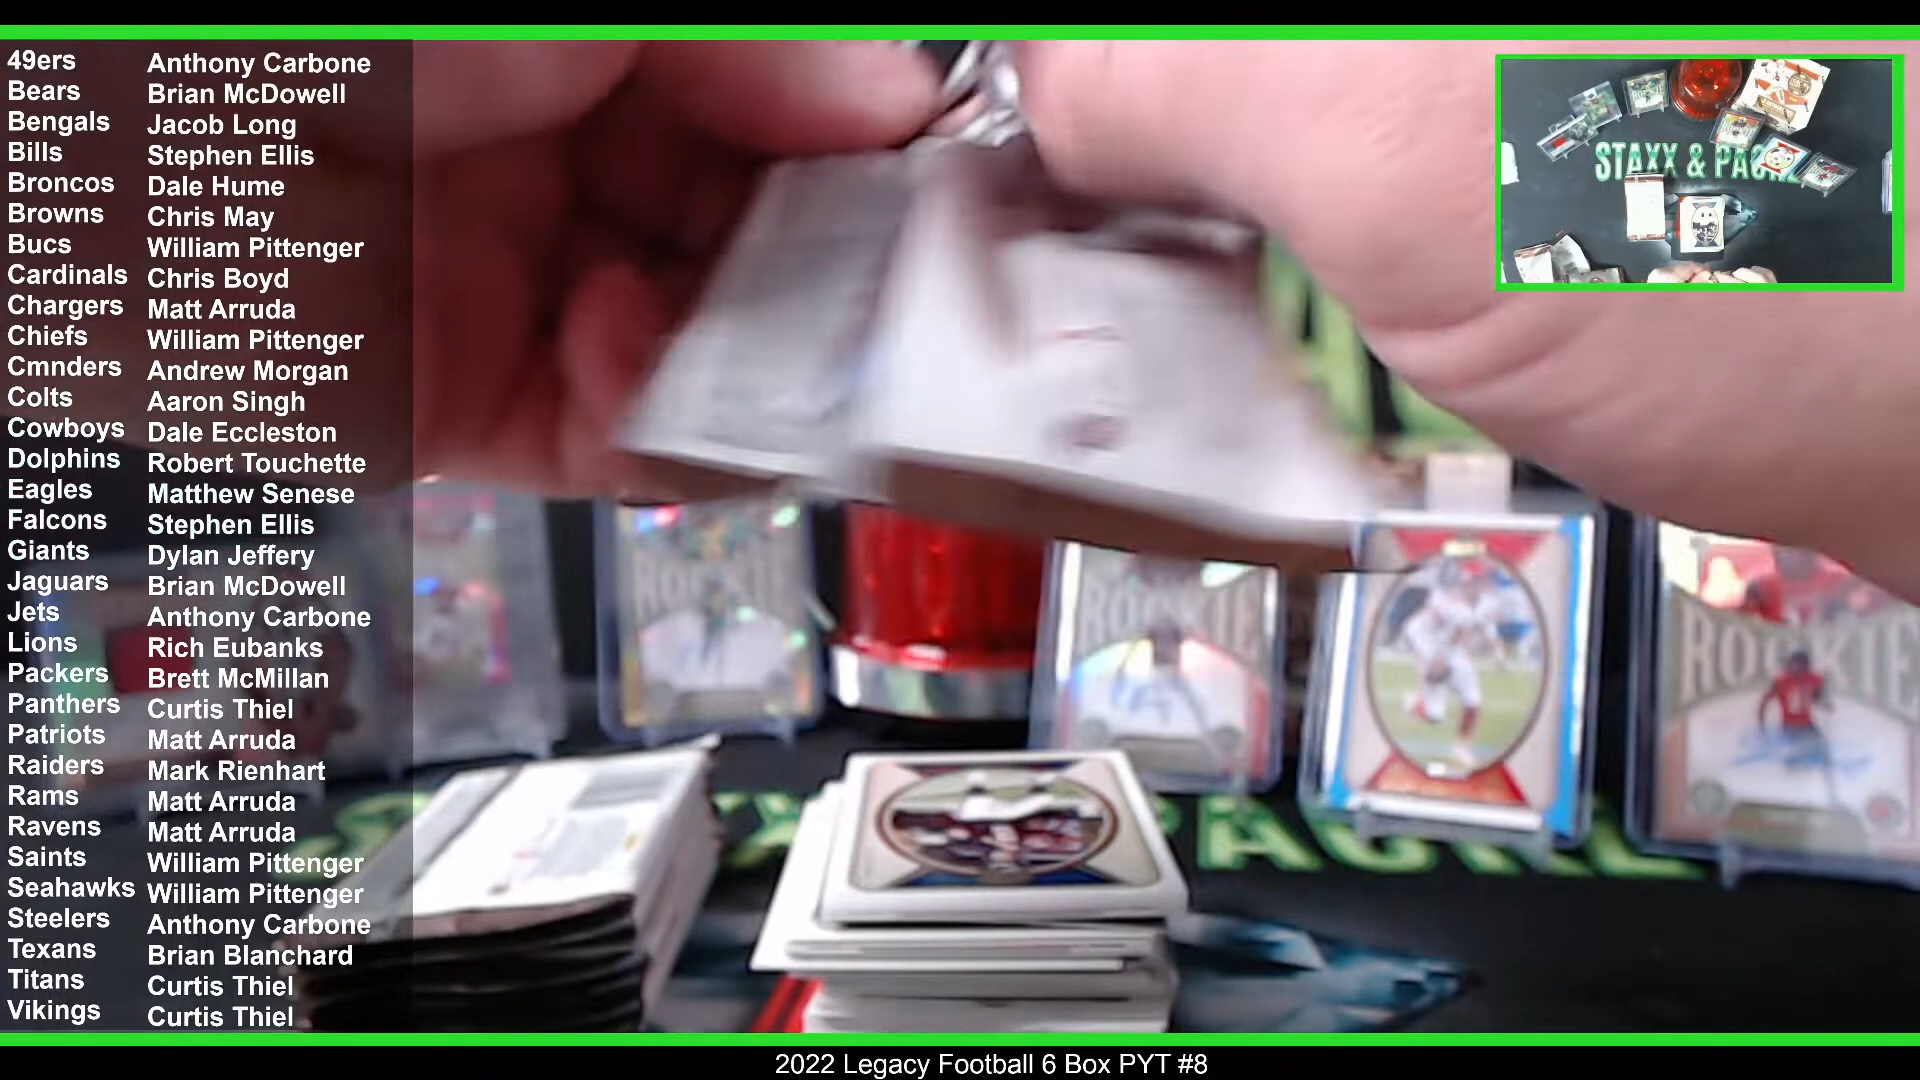 49ers Anthony Carbone
Bears Brian McDowell
Bengals Jacob Long
Bills Stephen Ellis
Broncos Dale Hume
Browns Chris May
Bucs William Pittenger
Cardinals Chris Boyd
Chargers Matt Arruda
Chiefs William Pittenger
Cmnders Andrew Morgan
Colts Aaron Singh
Cowboys Dale Eccleston
Dolphins Robert Touchette
Eagles Matthew Senese
Falcons Stephen Ellis
Giants Dylan Jeffery
Jaguars Brian McDowell
Jets Anthony Carbone
Lions Rich Eubanks
Packers Brett McMillan
Panthers Curtis Thiel
Patriots Matt Arruda
Raiders Mark Rienhart
Rams Matt Arruda
Ravens Matt Arruda
Saints William Pittenger
Seahawks William Pittenger
Steelers Anthony Carbone
Texans Brian Blanchard
Titans Curtis Thiel
Vikings Curtis Thiel
STAXX &
ROOKIE
ROOKIE
ROOKIE
2022 Legacy Football 6 Box PYT #8